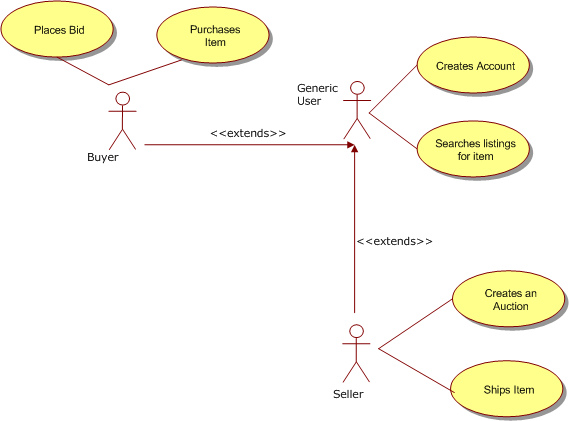 Places Bid
Purchases
Item
Generic
User
Creates Account
<<extends>>
Searches listings
for item
Buyer
<<extends>>
Creates an
Auction
Ships Item
Seller